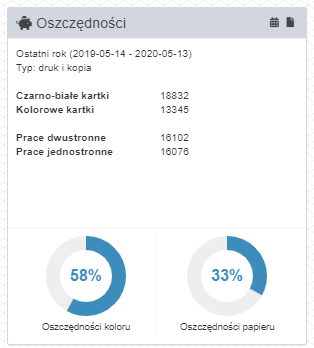 Oszczędności
Ostatni rok (2019-05-14 - 2020-05-13)
Typ: druk i kopia
Czarno-białe kartki 18832
Kolorowe kartki 13345
Prace dwustronne 16102
Prace jednostronne 16076
58% 33%
Oszczędności koloru Oszczędności papieru